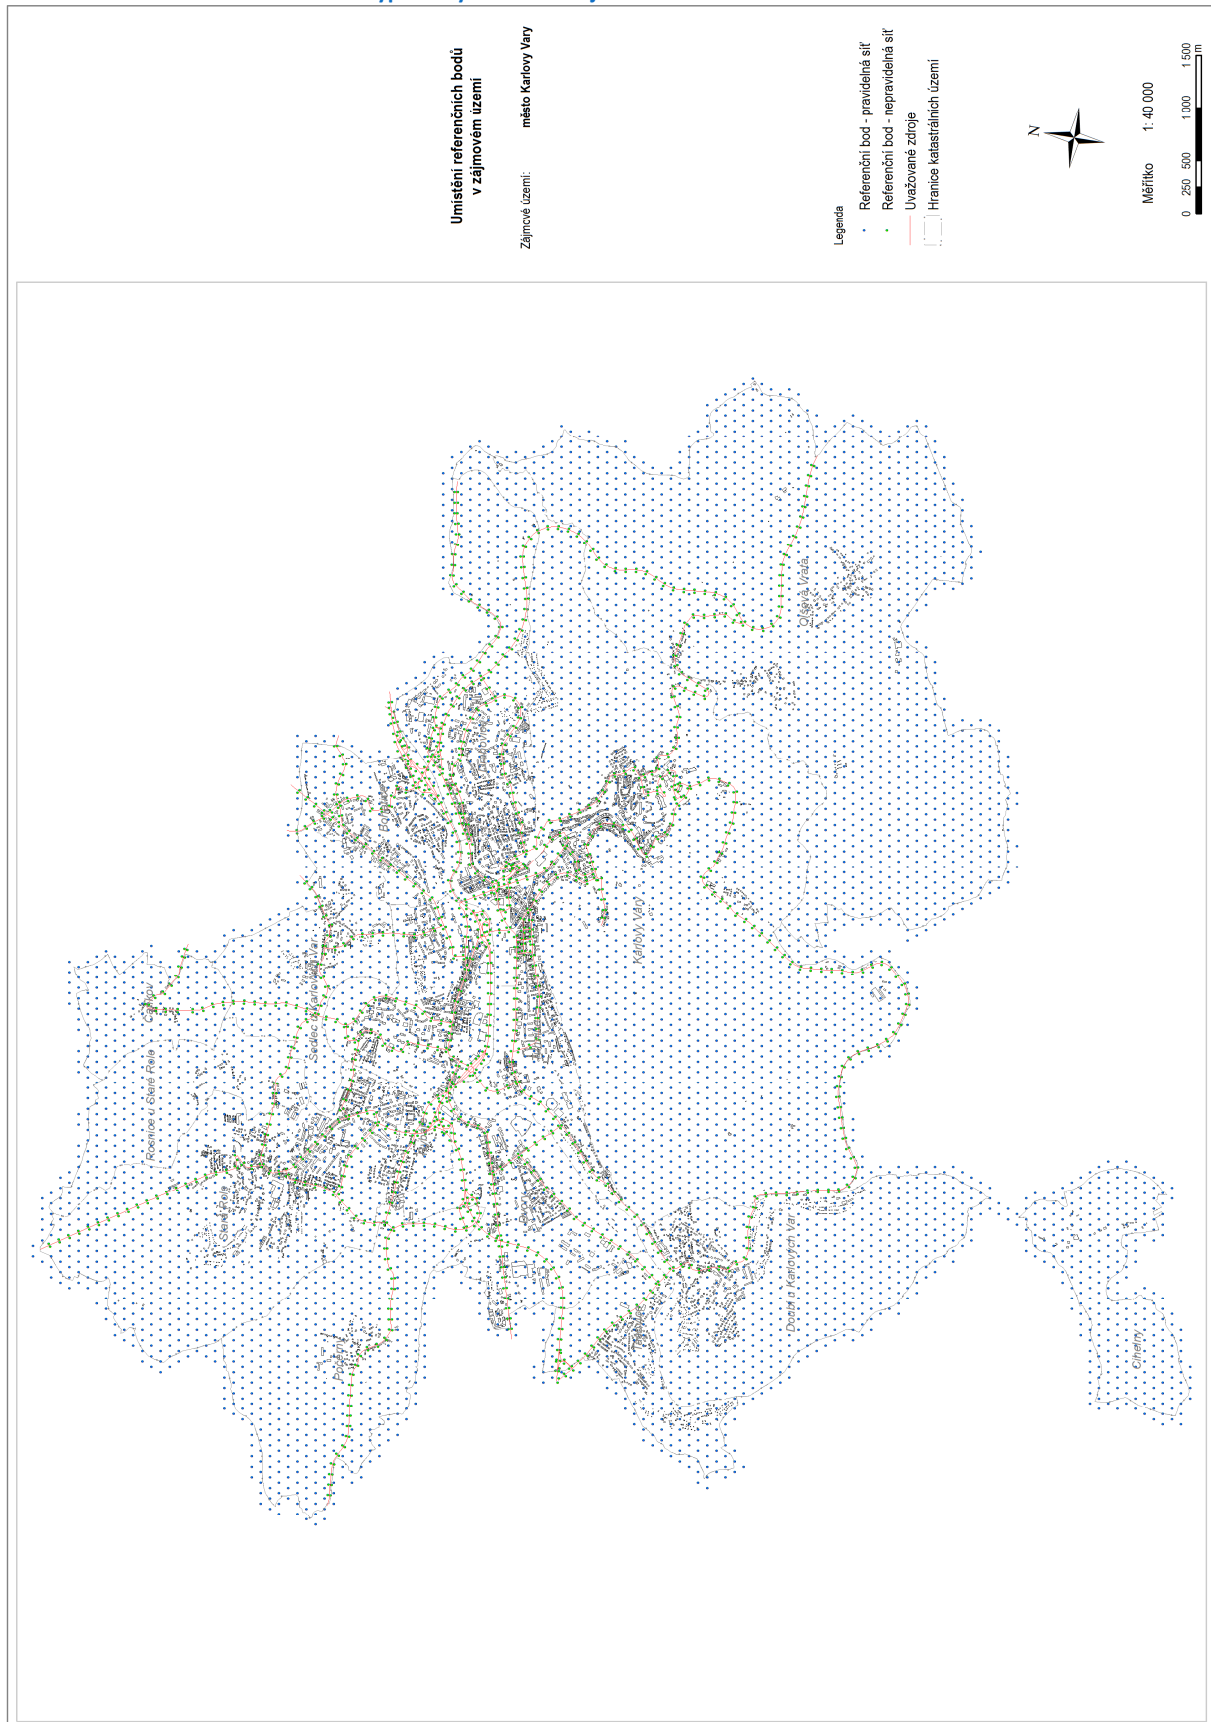 Umístění referenčních bodů
v zájmovém území
Zájmové území: město Karlovy Vary
Legenda
Referenční bod - pravidelná síť
Referenční bod - nepravidelná síť
Uvažované zdroje
Hranice katastrálních území
N
Měřítko 1: 40 000
0 250 500 1 000 1 500
m
Čankov
Rosnice u Staré Role
Sedlec u Karlových Var
Stará Role
Počerny
Olšová Vrata
Karlovy Vary
Dvory
Tašovice
Doubí u Karlových Var
Cihelny